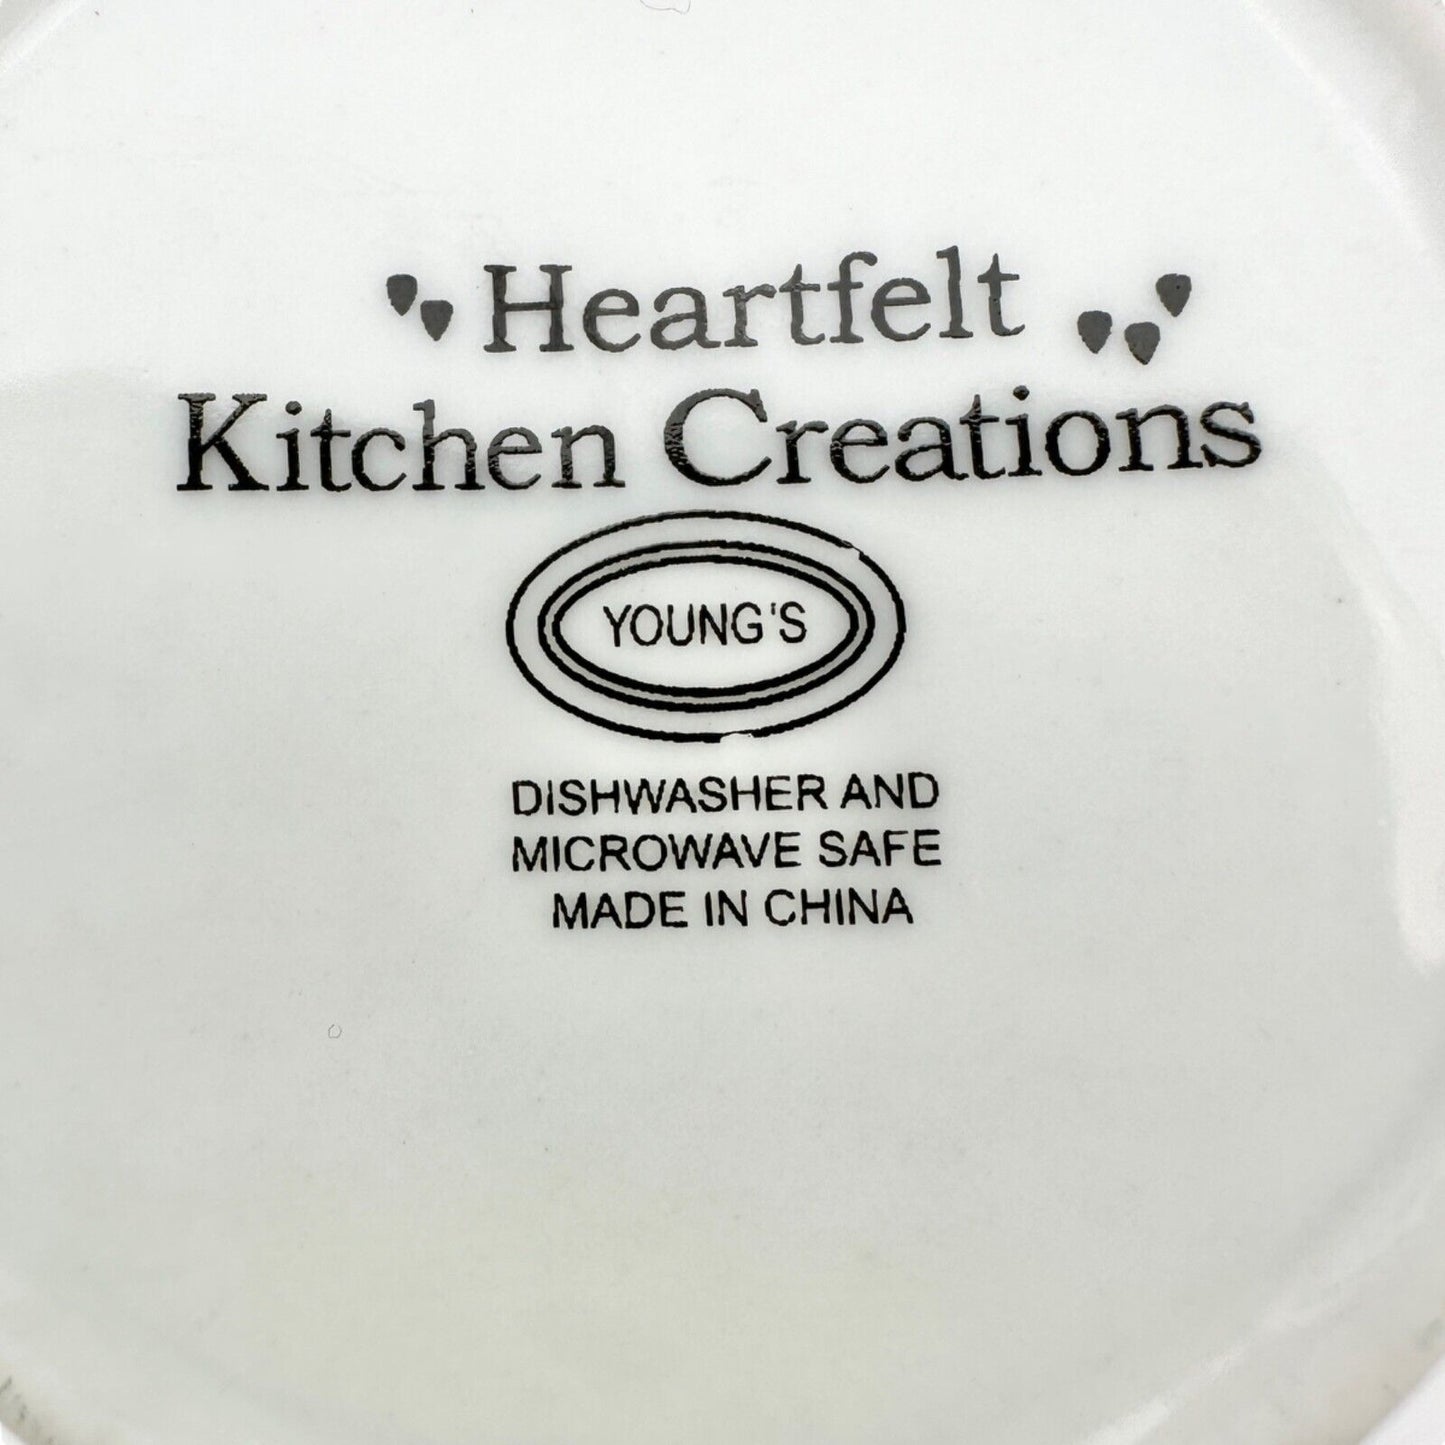 Heartfelt
Kitchen Creations
YOUNG'S
DISHWASHER AND
MICROWAVE SAFE
MADE IN CHINA